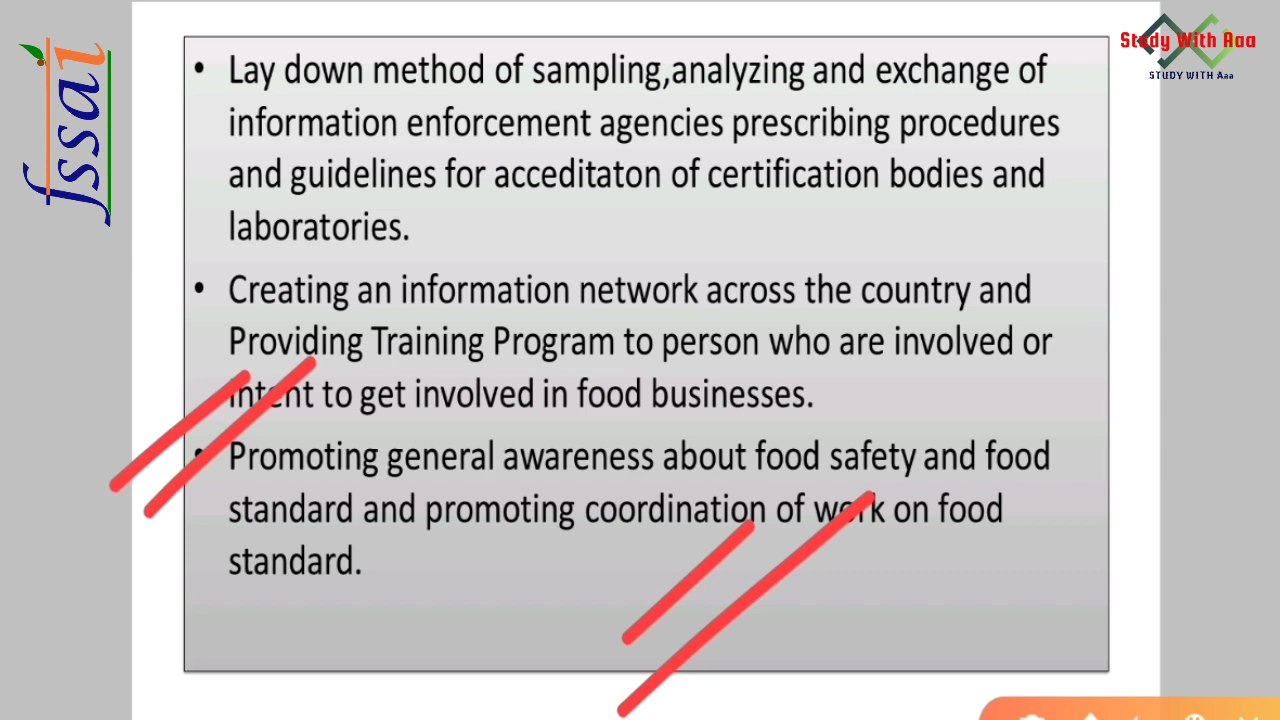 fssai
Study With Aaa
STUDY WITH Aaa
• Lay down method of sampling,analyzing and exchange of
information enforcement agencies prescribing procedures
and guidelines for acceditaton of certification bodies and
laboratories.
• Creating an information network across the country and
Providing Training Program to person who are involved or
intent to get involved in food businesses.
• Promoting general awareness about food safety and food
standard and promoting coordination of work on food
standard.